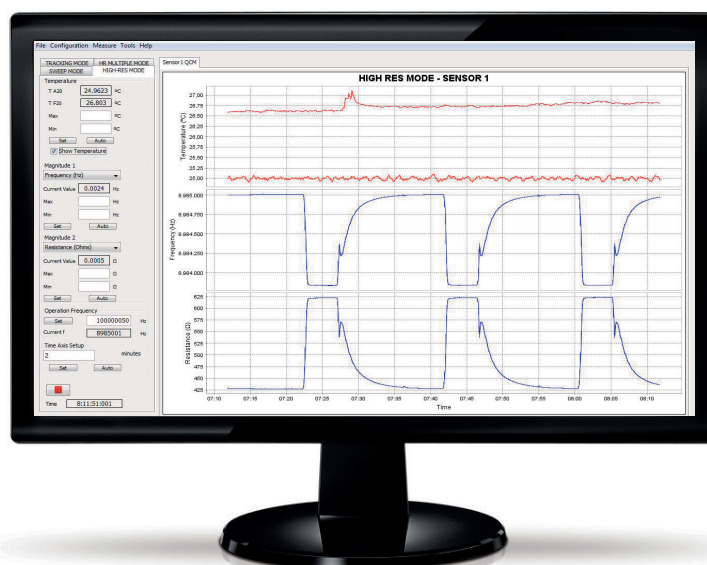 File Configuration Measure Tools Help
TRACKING MODE HR MULTIPLE MODE
SWEEP MODE HIGH-RES MODE
Temperature
T A20 24.9623 ºC
T F20 26.803 ºC
Max ºC
Min ºC
Set Auto
Show Temperature
Magnitude 1
Frequency (Hz)
Current Value 0.0024 Hz
Max Hz
Min Hz
Set Auto
Magnitude 2
Resistance (Ohms)
Current Value 0.0005 Ω
Max Ω
Min Ω
Set Auto
Operation Frequency
Set 100000050 Hz
Current f 8985001 Hz
Time Axis Setup
2 minutes
Set Auto
Time 8:11:51:001
Sensor 1 QCM
HIGH RES MODE - SENSOR 1
Temperature (ºC)
27,00
26,75
26,50
26,25
26,00
25,75
25,50
25,25
25,00
Frequency (Hz)
8.985.000
8.984.750
8.984.500
8.984.250
8.984.000
Resistance (Ω)
625
600
575
550
525
500
475
450
425
07:10 07:15 07:20 07:25 07:30 07:35 07:40 07:45 07:50 07:55 08:00 08:05 08:10
Time